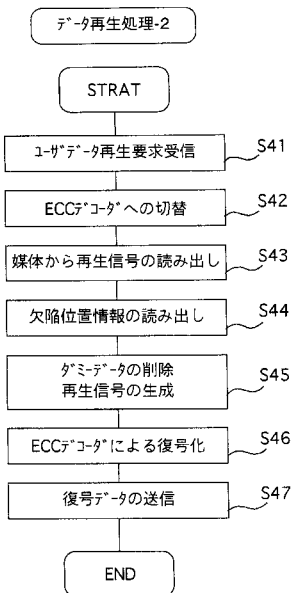 データ再生処理-2
STRAT
ユーザデータ再生要求受信
S41
ECCデコーダへの切替
S42
媒体から再生信号の読み出し
S43
欠陥位置情報の読み出し
S44
ダミーデータの削除
再生信号の生成
S45
ECCデコーダによる復号化
S46
復号データの送信
S47
END